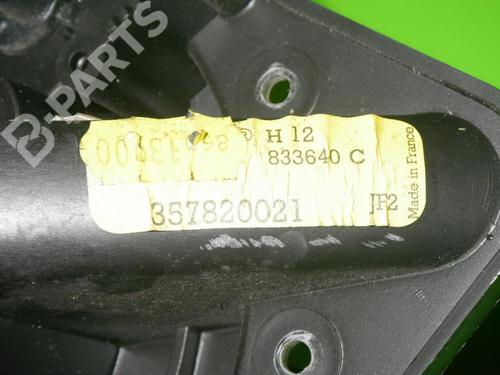 B-PARTS
H 12
833640 C
357820021
JF2
Made in France